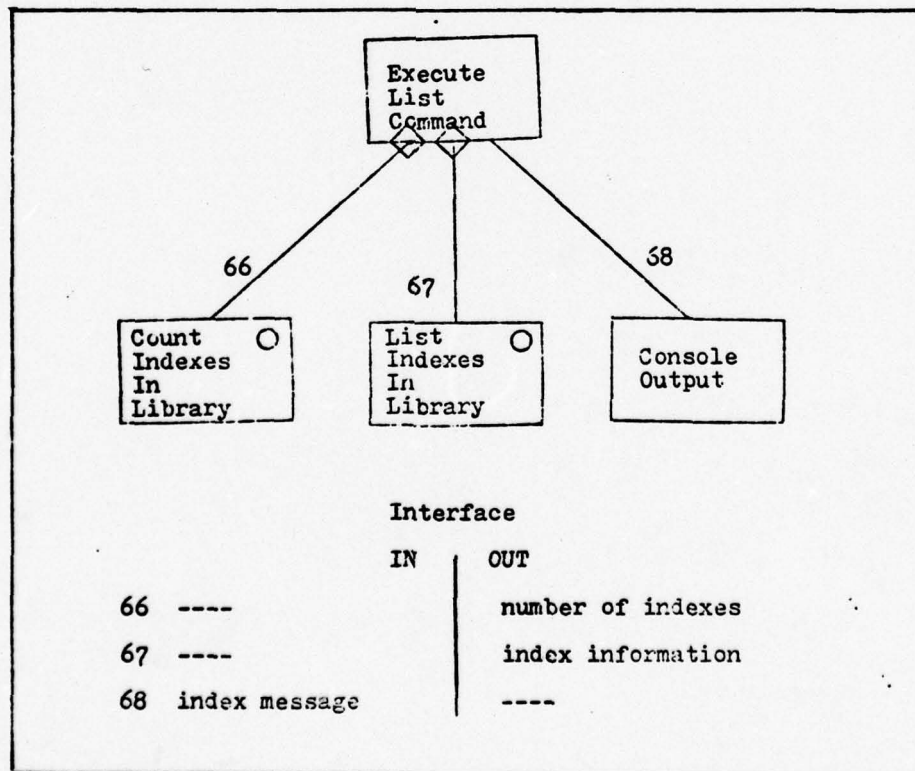 Execute
List
Command
66
67
68
Count
Indexes
In
Library
List
Indexes
In
Library
Console
Output
Interface
IN OUT
66 ---- number of indexes
67 ---- index information
68 index message ----